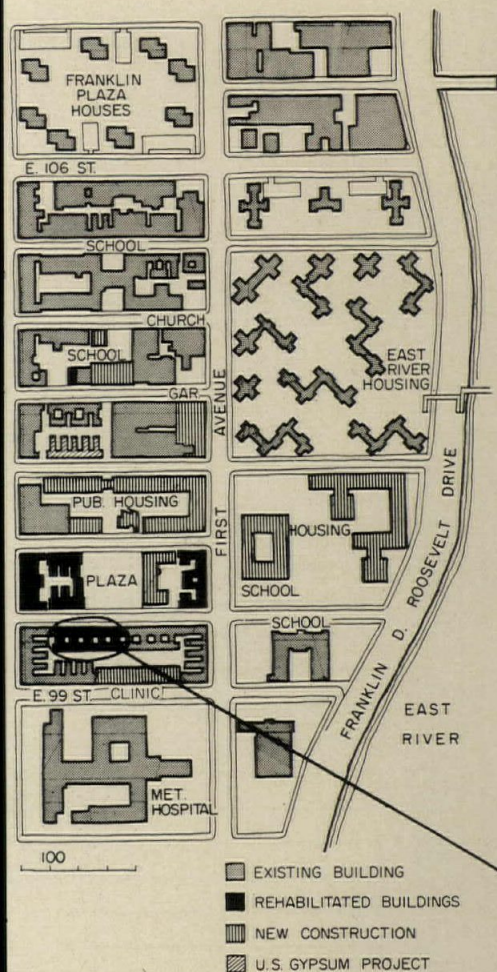 FRANKLIN
PLAZA
HOUSES
E. 106 ST.
SCHOOL
CHURCH
SCHOOL
GAR.
EAST
RIVER
HOUSING
FIRST AVENUE
PUB. HOUSING
HOUSING
PLAZA
SCHOOL
SCHOOL
E. 99 ST. CLINIC
FRANKLIN D. ROOSEVELT DRIVE
EAST
RIVER
MET.
HOSPITAL
100
EXISTING BUILDING
REHABILITATED BUILDINGS
NEW CONSTRUCTION
U.S. GYPSUM PROJECT